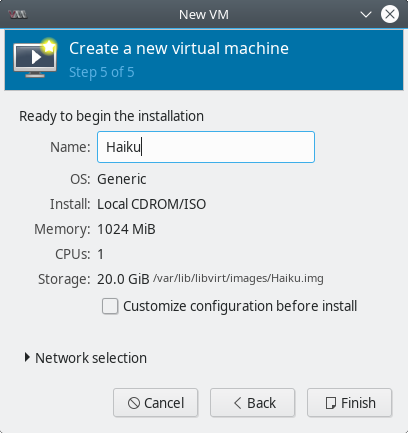 New VM
Create a new virtual machine
Step 5 of 5
Ready to begin the installation
Name: Haiku
OS: Generic
Install: Local CDROM/ISO
Memory: 1024 MiB
CPUs: 1
Storage: 20.0 GiB /var/lib/libvirt/images/Haiku.img
Customize configuration before install
Network selection
Cancel Back Finish